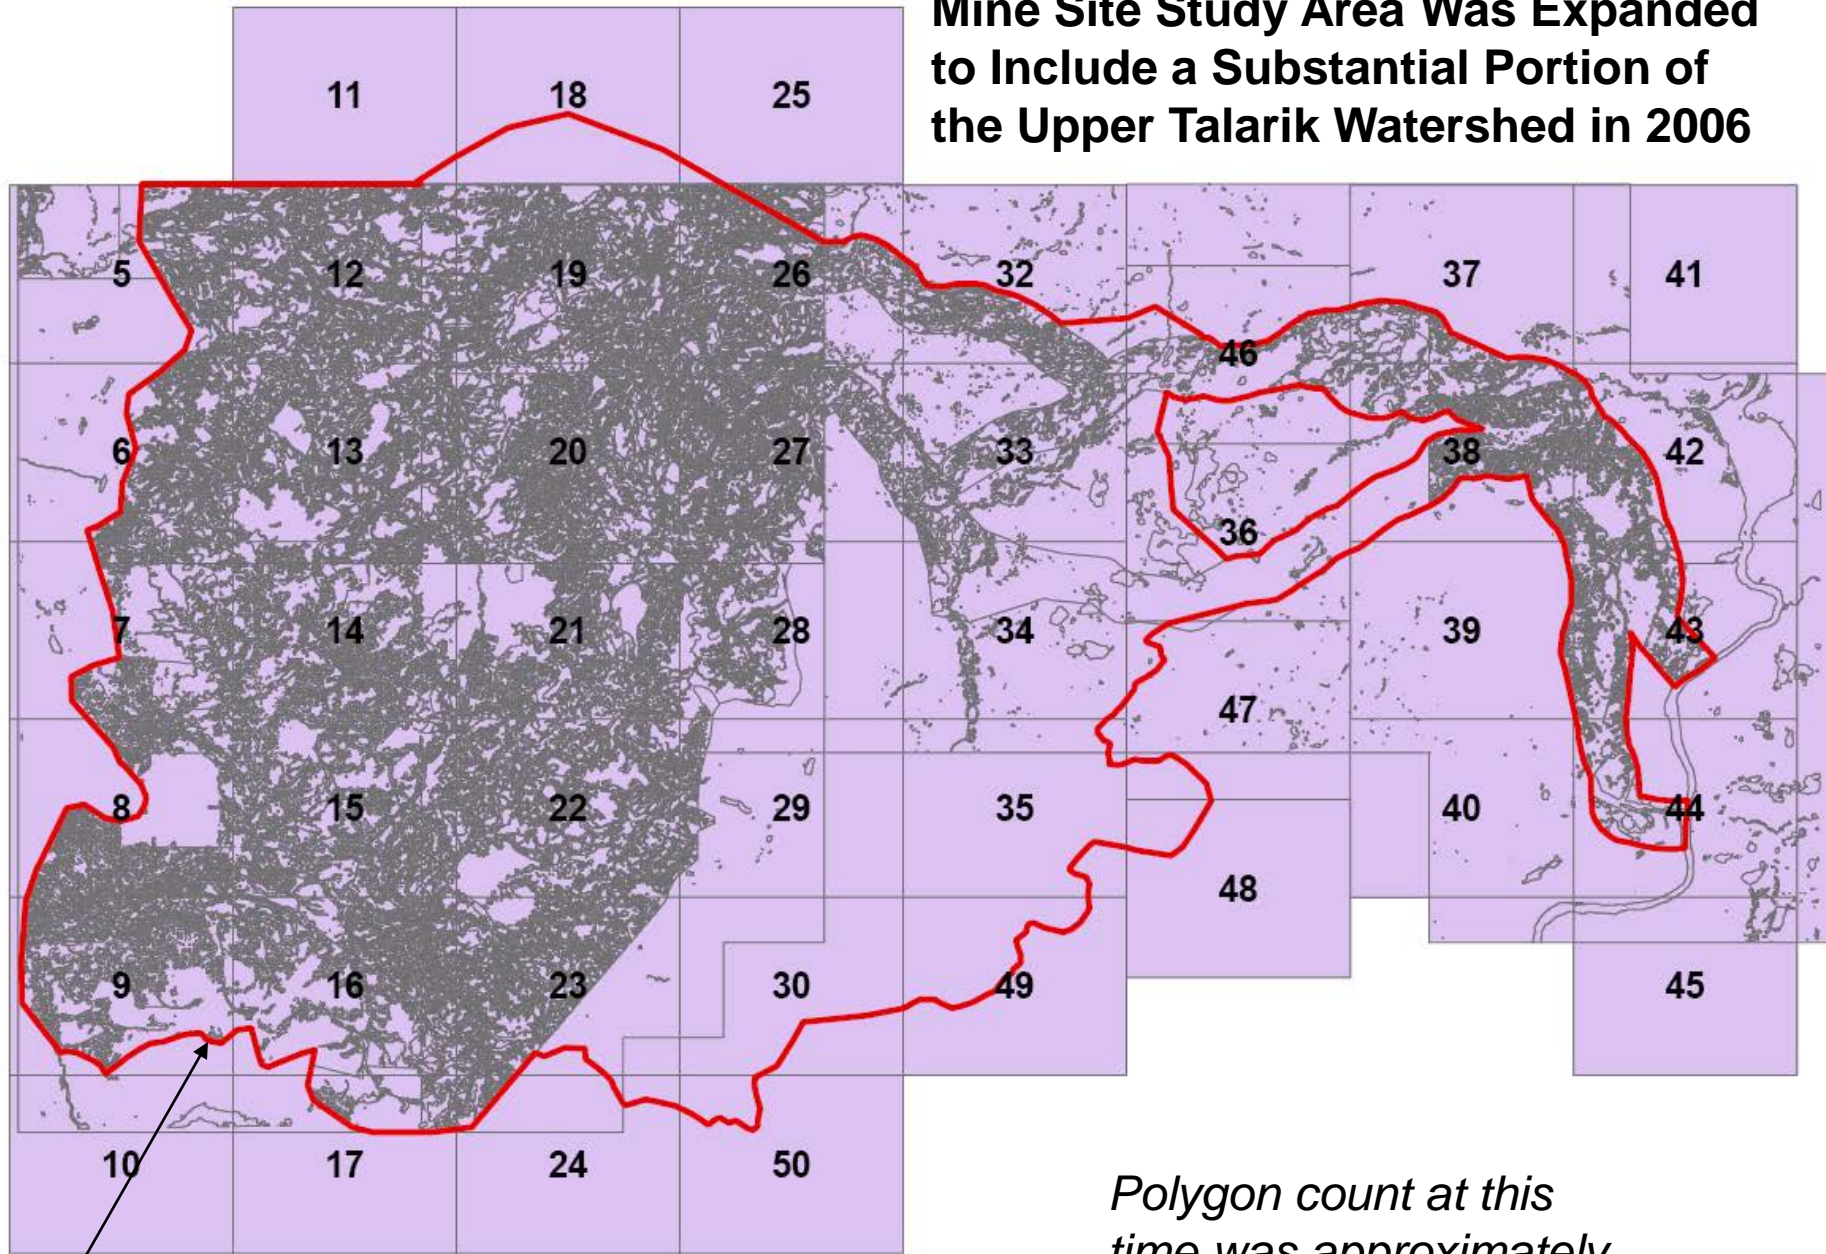 Mine Site Study Area Was Expanded
to Include a Substantial Portion of
the Upper Talarik Watershed in 2006
11 18 25
5 12 19 26 32 37 41
46
6 13 20 27 33 38 42
36
7 14 21 28 34 39 43
47
8 15 22 29 35 40 44
48
9 16 23 30 49 45
10 17 24 50
Polygon count at this
time was approximately